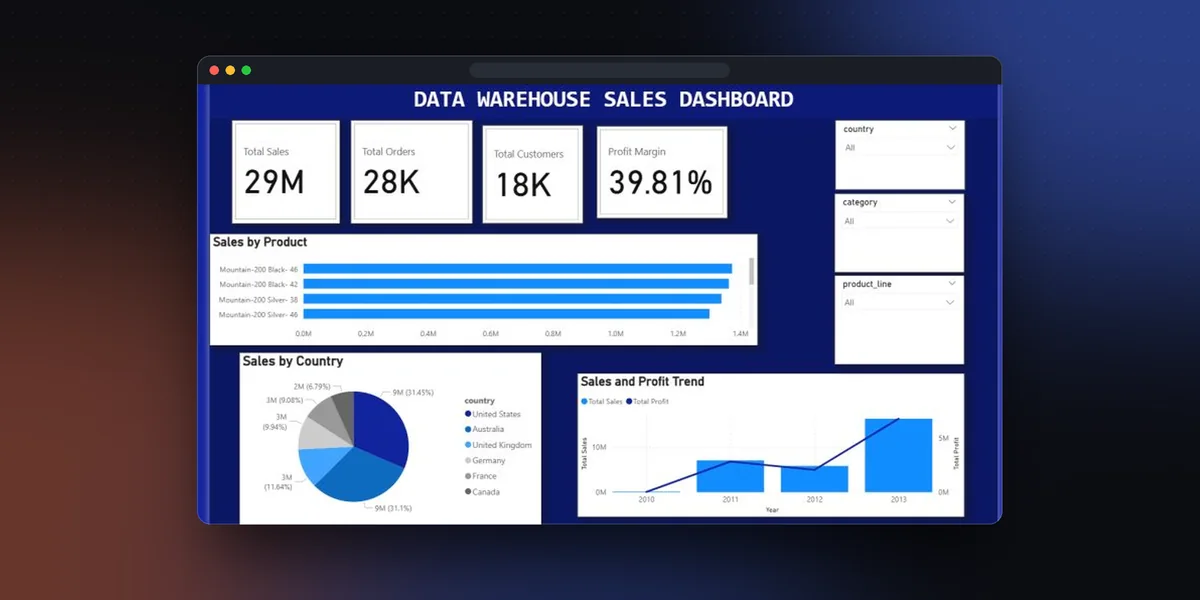 DATA WAREHOUSE SALES DASHBOARD
Total Sales
29M
Total Orders
28K
Total Customers
18K
Profit Margin
39.81%
country
All
category
All
product_line
All
Sales by Product
Mountain-200 Black- 46
Mountain-200 Black- 42
Mountain-200 Silver- 38
Mountain-200 Silver- 46
0.0M 0.2M 0.4M 0.6M 0.8M 1.0M 1.2M 1.4M
Sales by Country
2M (6.79%)
9M (31.45%)
3M (9.08%)
3M
(9.94%)
3M
(11.64%)
9M (31.1%)
country
United States
Australia
United Kingdom
Germany
France
Canada
Sales and Profit Trend
Total Sales Total Profit
Total Sales
10M
0M
5M
0M
Total Profit
2010 2011 2012 2013
Year